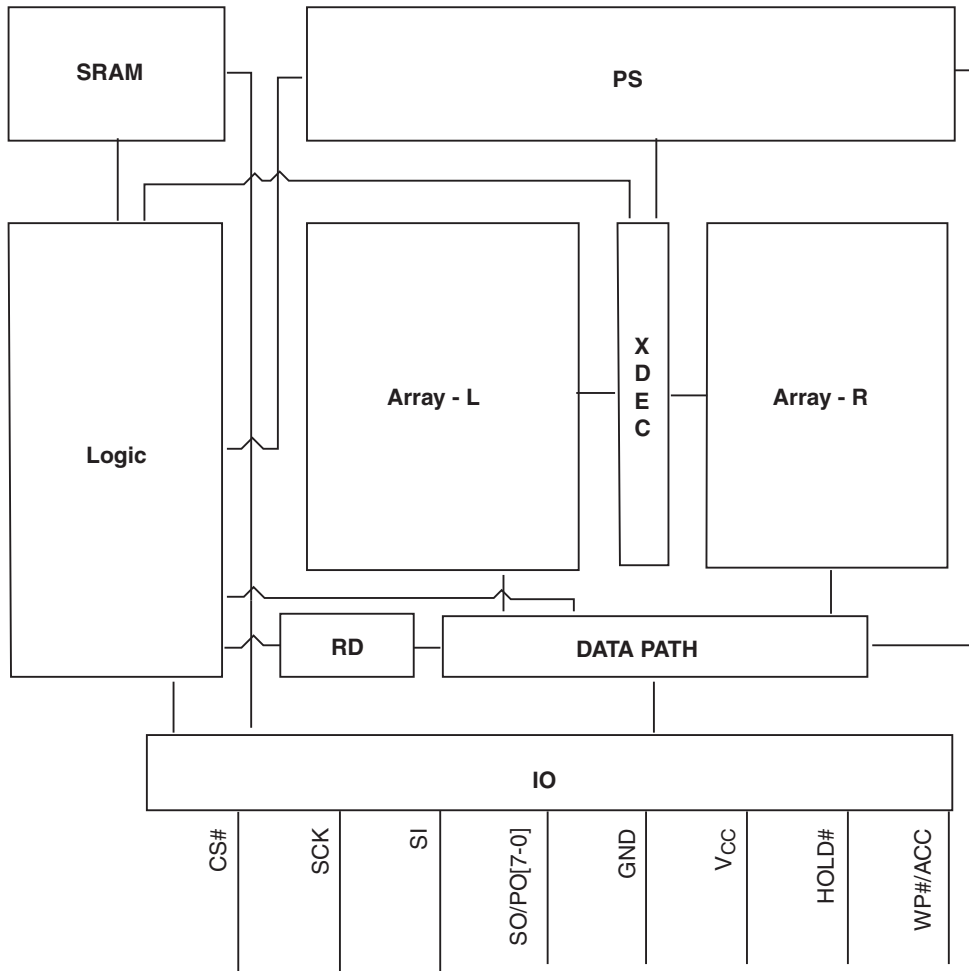 SRAM
PS
Logic
Array - L
X
D
E
C
Array - R
RD
DATA PATH
IO
CS#
SCK
SI
SO/PO[7-0]
GND
VCC
HOLD#
WP#/ACC